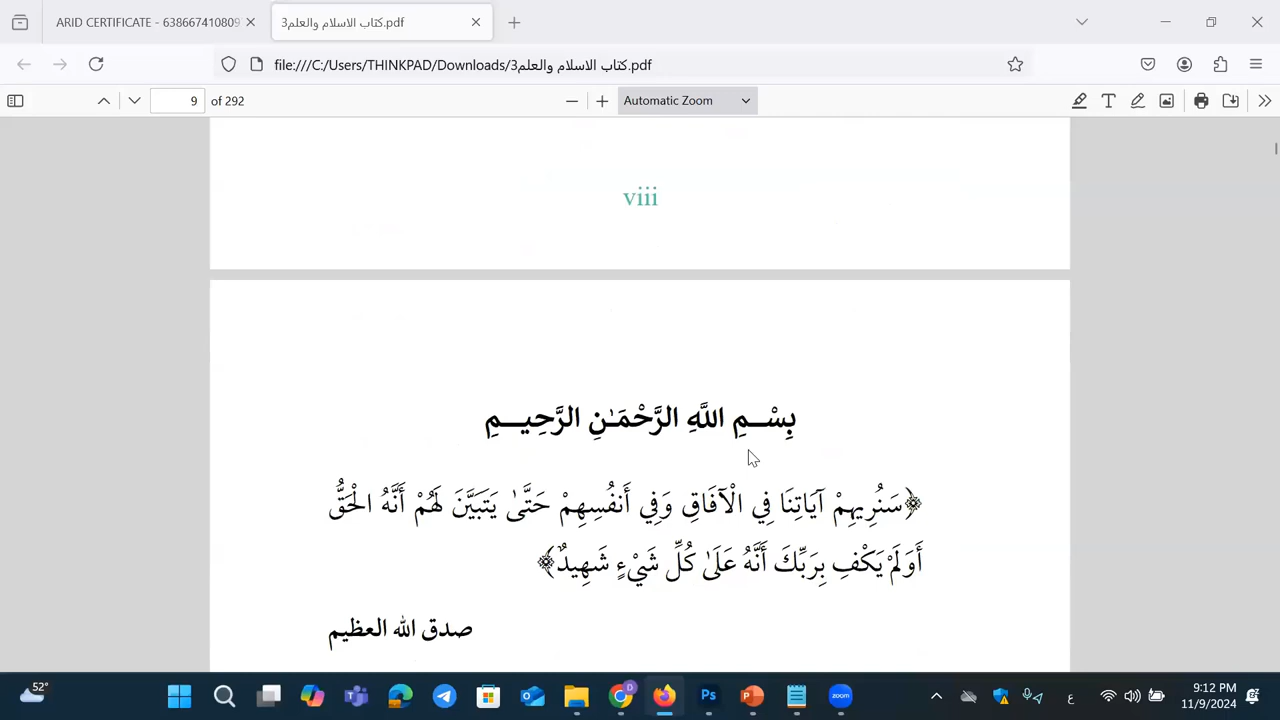 ARID CERTIFICATE - 638667410809
كتاب الاسلام والعلم3.pdf
file:///C:/Users/THINKPAD/Downloads/كتاب الاسلام والعلم3.pdf
9 of 292
Automatic Zoom
viii
بِسْــمِ اللَّهِ الرَّحْمَـٰنِ الرَّحِيــمِ
﴿سَنُرِيهِمْ آيَاتِنَا فِي الْآفَاقِ وَفِي أَنفُسِهِمْ حَتَّىٰ يَتَبَيَّنَ لَهُمْ أَنَّهُ الْحَقُّ
أَوَلَمْ يَكْفِ بِرَبِّكَ أَنَّهُ عَلَىٰ كُلِّ شَيْءٍ شَهِيدٌ﴾
صدق الله العظيم
52°
ع
9:12 PM
11/9/2024